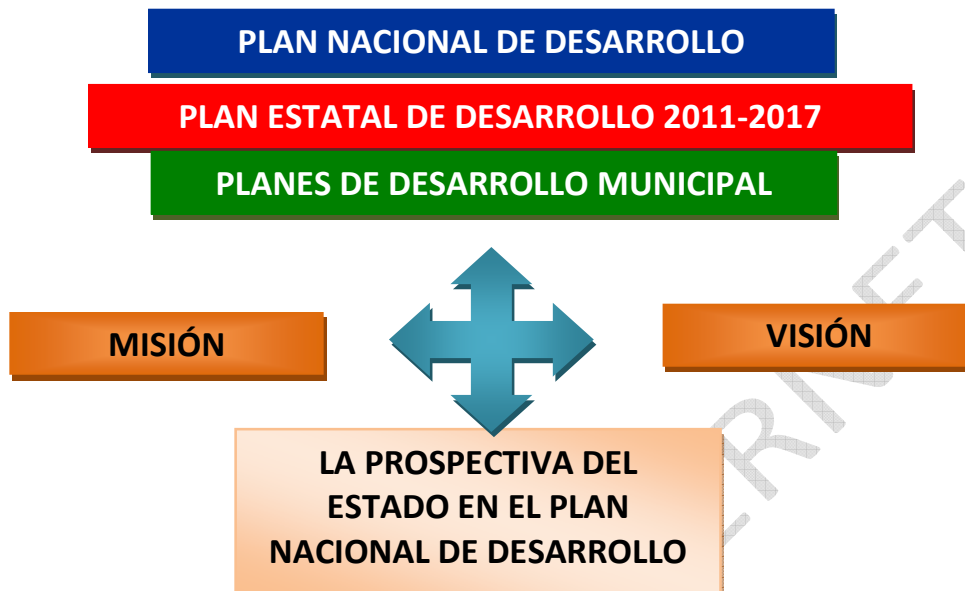 PLAN NACIONAL DE DESARROLLO
PLAN ESTATAL DE DESARROLLO 2011-2017
PLANES DE DESARROLLO MUNICIPAL
MISIÓN
VISIÓN
LA PROSPECTIVA DEL
ESTADO EN EL PLAN
NACIONAL DE DESARROLLO